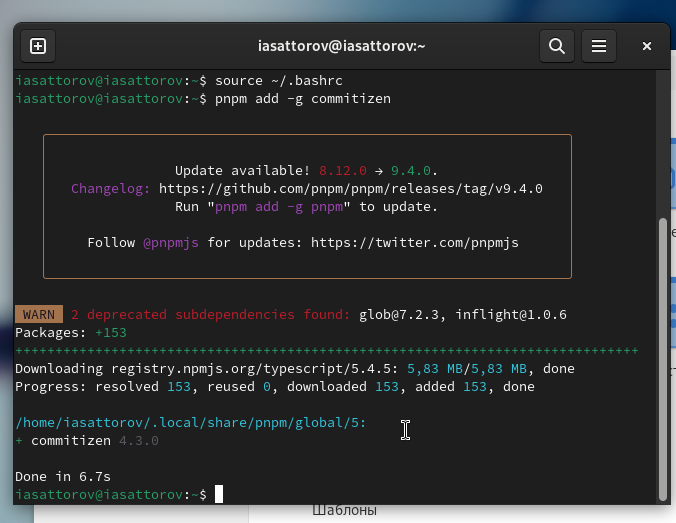 iasattorov@iasattorov:~
iasattorov@iasattorov:~$ source ~/.bashrc
iasattorov@iasattorov:~$ pnpm add -g commitizen
Update available! 8.12.0 → 9.4.0.
Changelog: https://github.com/pnpm/pnpm/releases/tag/v9.4.0
Run "pnpm add -g pnpm" to update.
Follow @pnpmjs for updates: https://twitter.com/pnpmjs
WARN 2 deprecated subdependencies found: glob@7.2.3, inflight@1.0.6
Packages: +153
++++++++++++++++++++++++++++++++++++++++++++++++++++++++++++++++++++++++++++++
Downloading registry.npmjs.org/typescript/5.4.5: 5,83 MB/5,83 MB, done
Progress: resolved 153, reused 0, downloaded 153, added 153, done
/home/iasattorov/.local/share/pnpm/global/5:
+ commitizen 4.3.0
Done in 6.7s
iasattorov@iasattorov:~$
Шаблоны